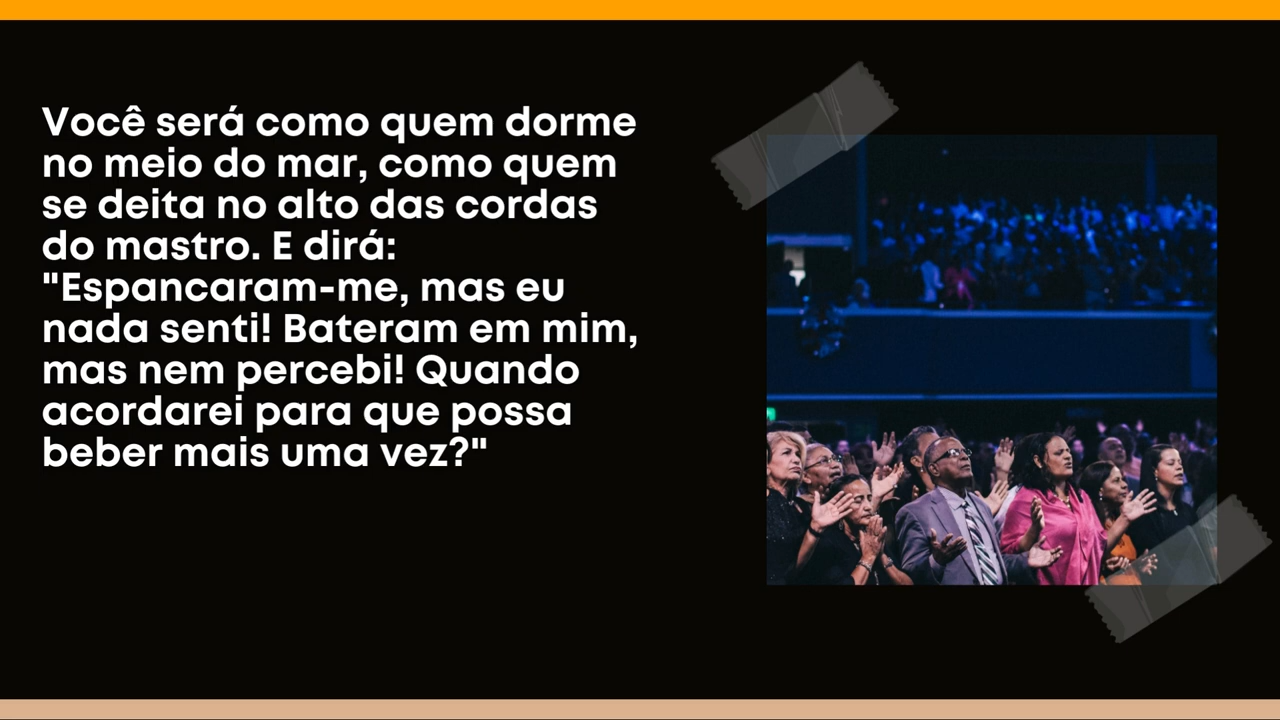 Você será como quem dorme
no meio do mar, como quem
se deita no alto das cordas
do mastro. E dirá:
"Espancaram-me, mas eu
nada senti! Bateram em mim,
mas nem percebi! Quando
acordarei para que possa
beber mais uma vez?"